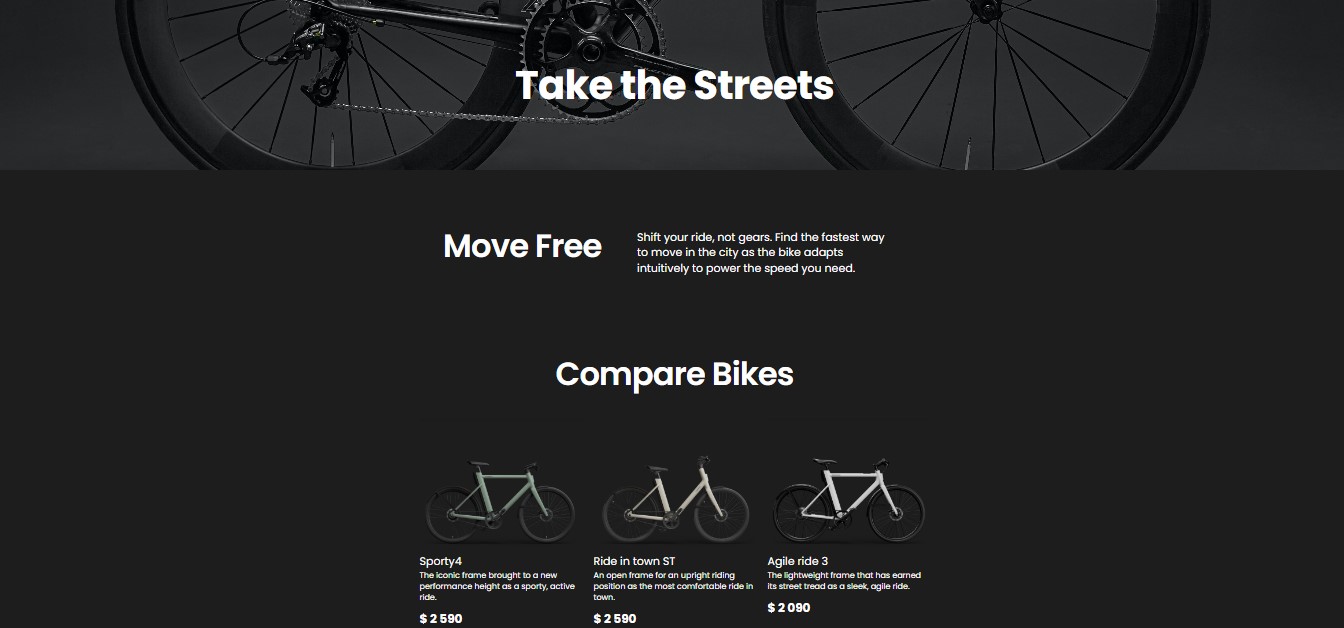 Take the Streets
Move Free
Shift your ride, not gears. Find the fastest way
to move in the city as the bike adapts
intuitively to power the speed you need.
Compare Bikes
Sporty4
The iconic frame brought to a new
performance height as a sporty, active
ride.
$ 2 590
Ride in town ST
An open frame for an upright riding
position as the most comfortable ride in
town.
$ 2 590
Agile ride 3
The lightweight frame that has earned
its street tread as a sleek, agile ride.
$ 2 090